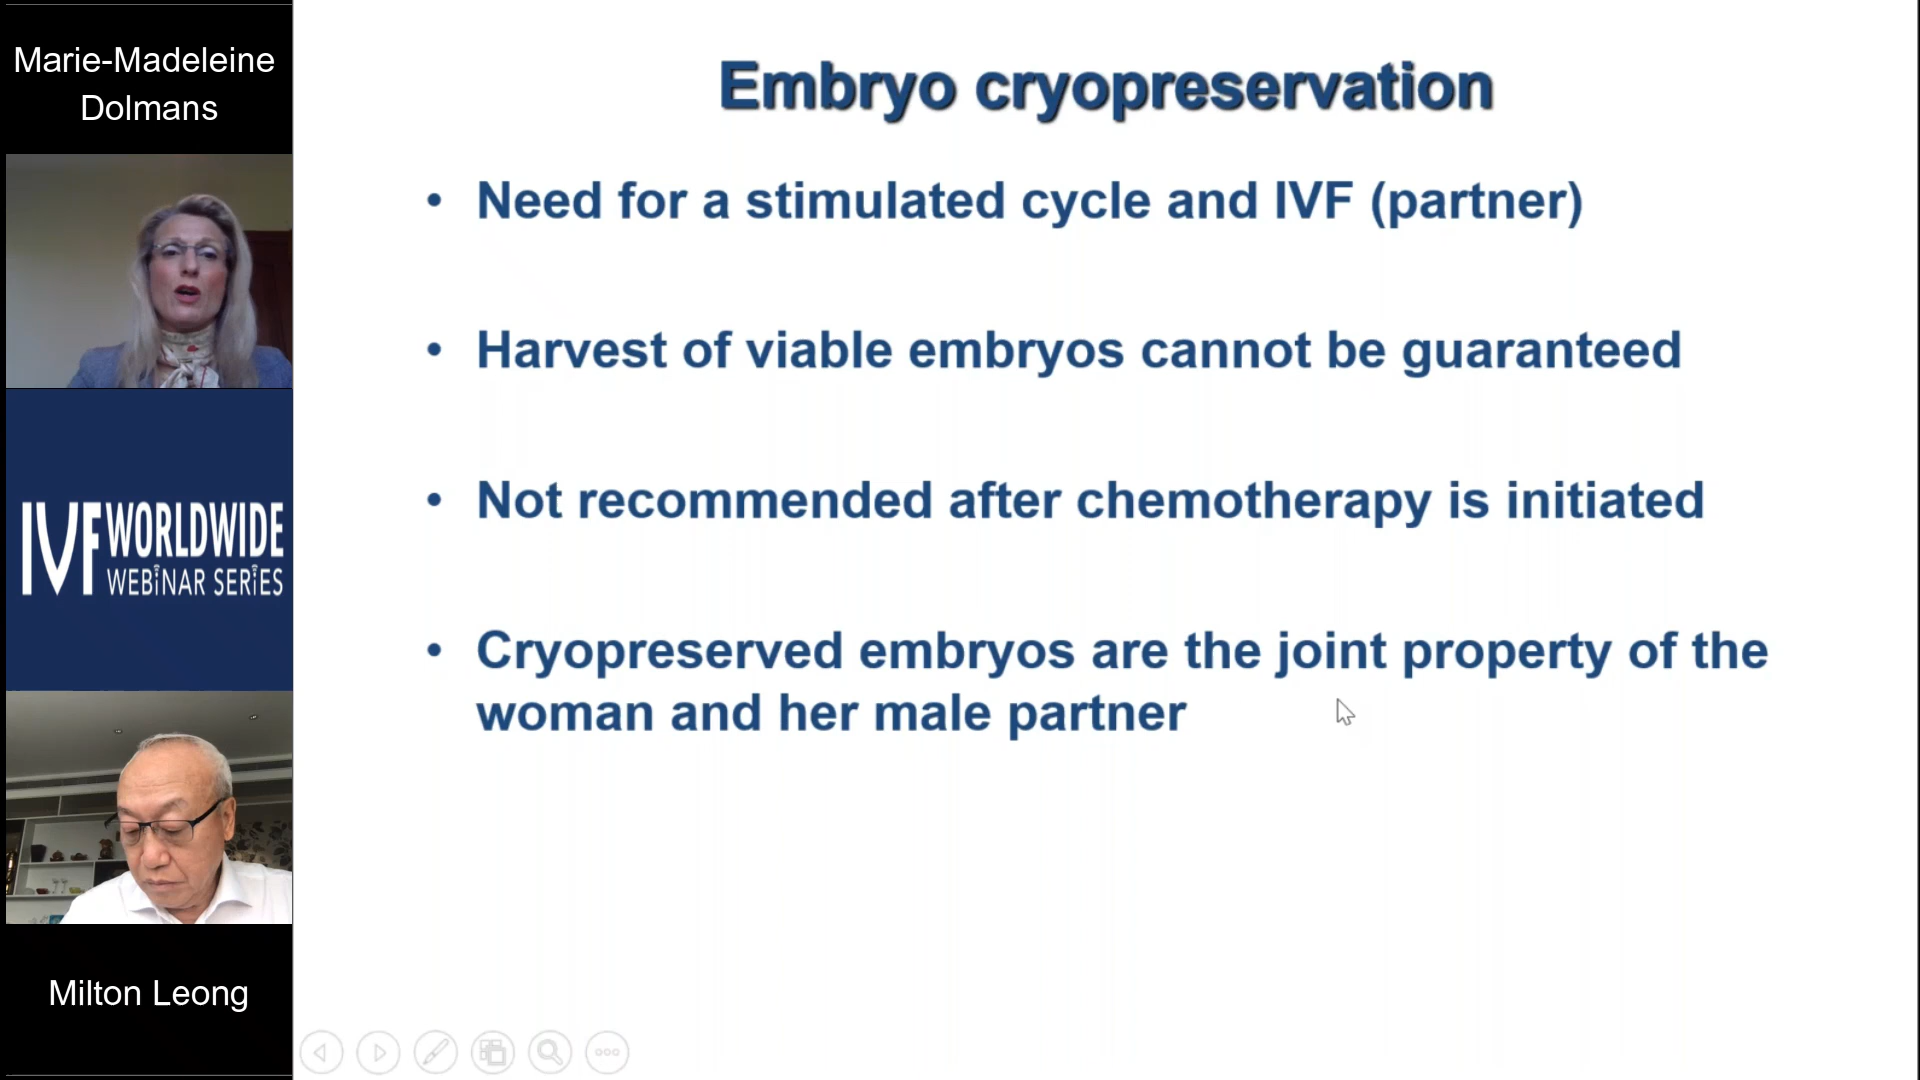 Marie-Madeleine
Dolmans
IVF WORLDWIDE
WEBINAR SERIES
Milton Leong
Embryo cryopreservation
• Need for a stimulated cycle and IVF (partner)
• Harvest of viable embryos cannot be guaranteed
• Not recommended after chemotherapy is initiated
• Cryopreserved embryos are the joint property of the
woman and her male partner